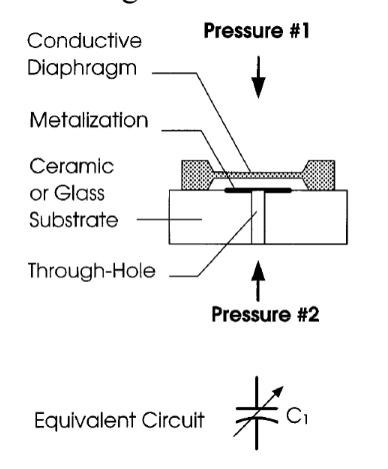 Pressure #1
Conductive
Diaphragm
Metalization
Ceramic
or Glass
Substrate
Through-Hole
Pressure #2
Equivalent Circuit
C1